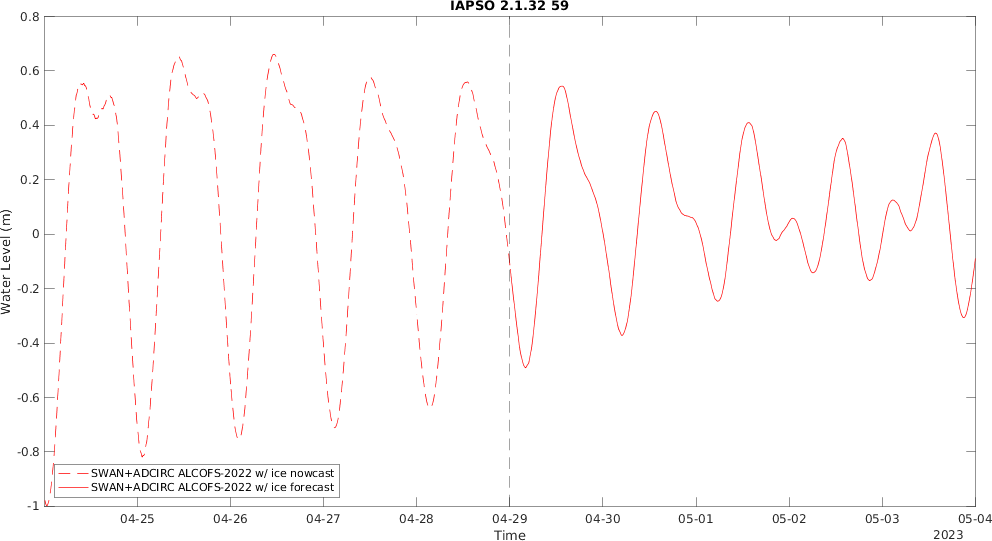 IAPSO 2.1.32 59
0.8
0.6
0.4
0.2
0
-0.2
-0.4
-0.6
-0.8
-1
Water Level (m)
SWAN+ADCIRC ALCOFS-2022 w/ ice nowcast
SWAN+ADCIRC ALCOFS-2022 w/ ice forecast
04-25 04-26 04-27 04-28 04-29 04-30 05-01 05-02 05-03 05-04
Time
2023